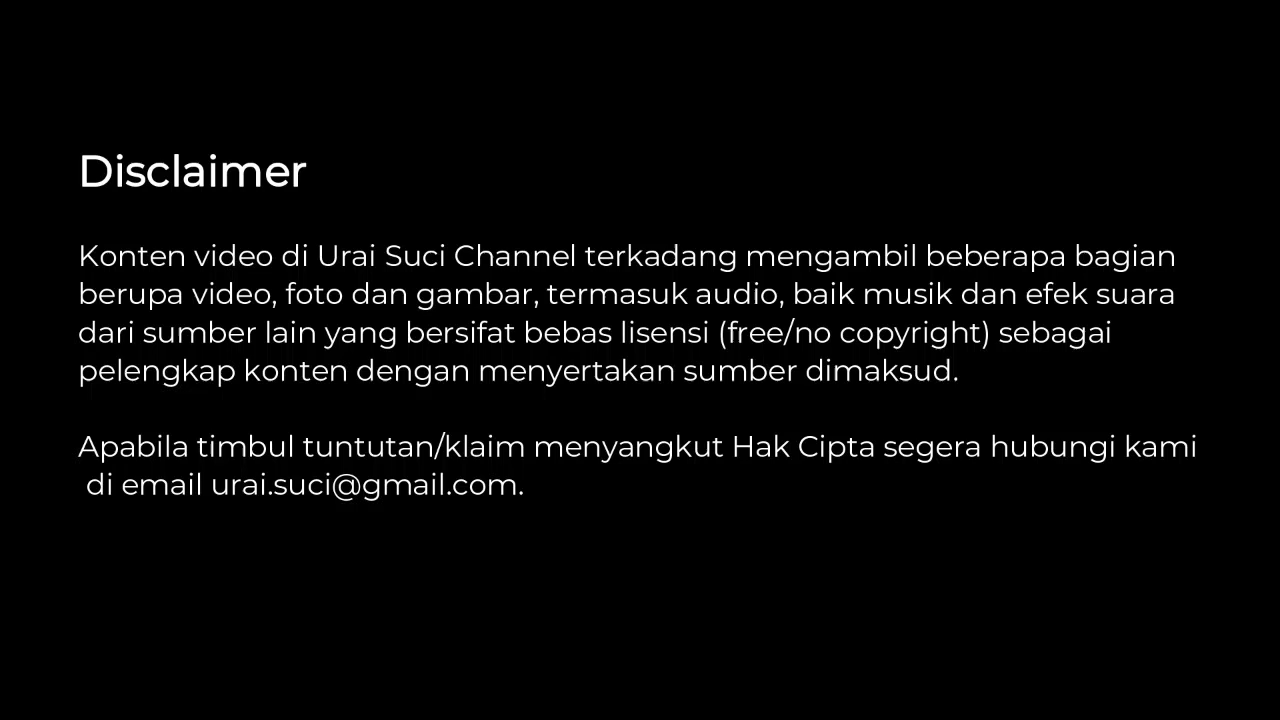 Disclaimer
Konten video di Urai Suci Channel terkadang mengambil beberapa bagian
berupa video, foto dan gambar, termasuk audio, baik musik dan efek suara
dari sumber lain yang bersifat bebas lisensi (free/no copyright) sebagai
pelengkap konten dengan menyertakan sumber dimaksud.
Apabila timbul tuntutan/klaim menyangkut Hak Cipta segera hubungi kami
di email urai.suci@gmail.com.